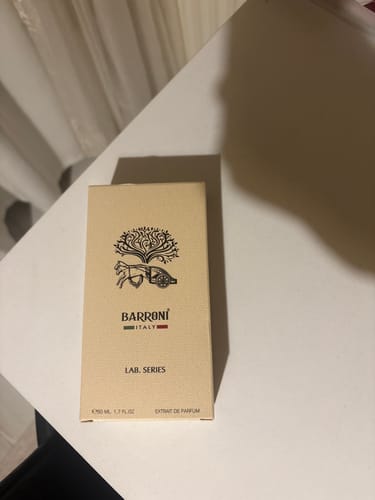 BARRONI
ITALY
LAB. SERIES
€50 ML 1,7 FL.OZ EXTRAIT DE PARFUM